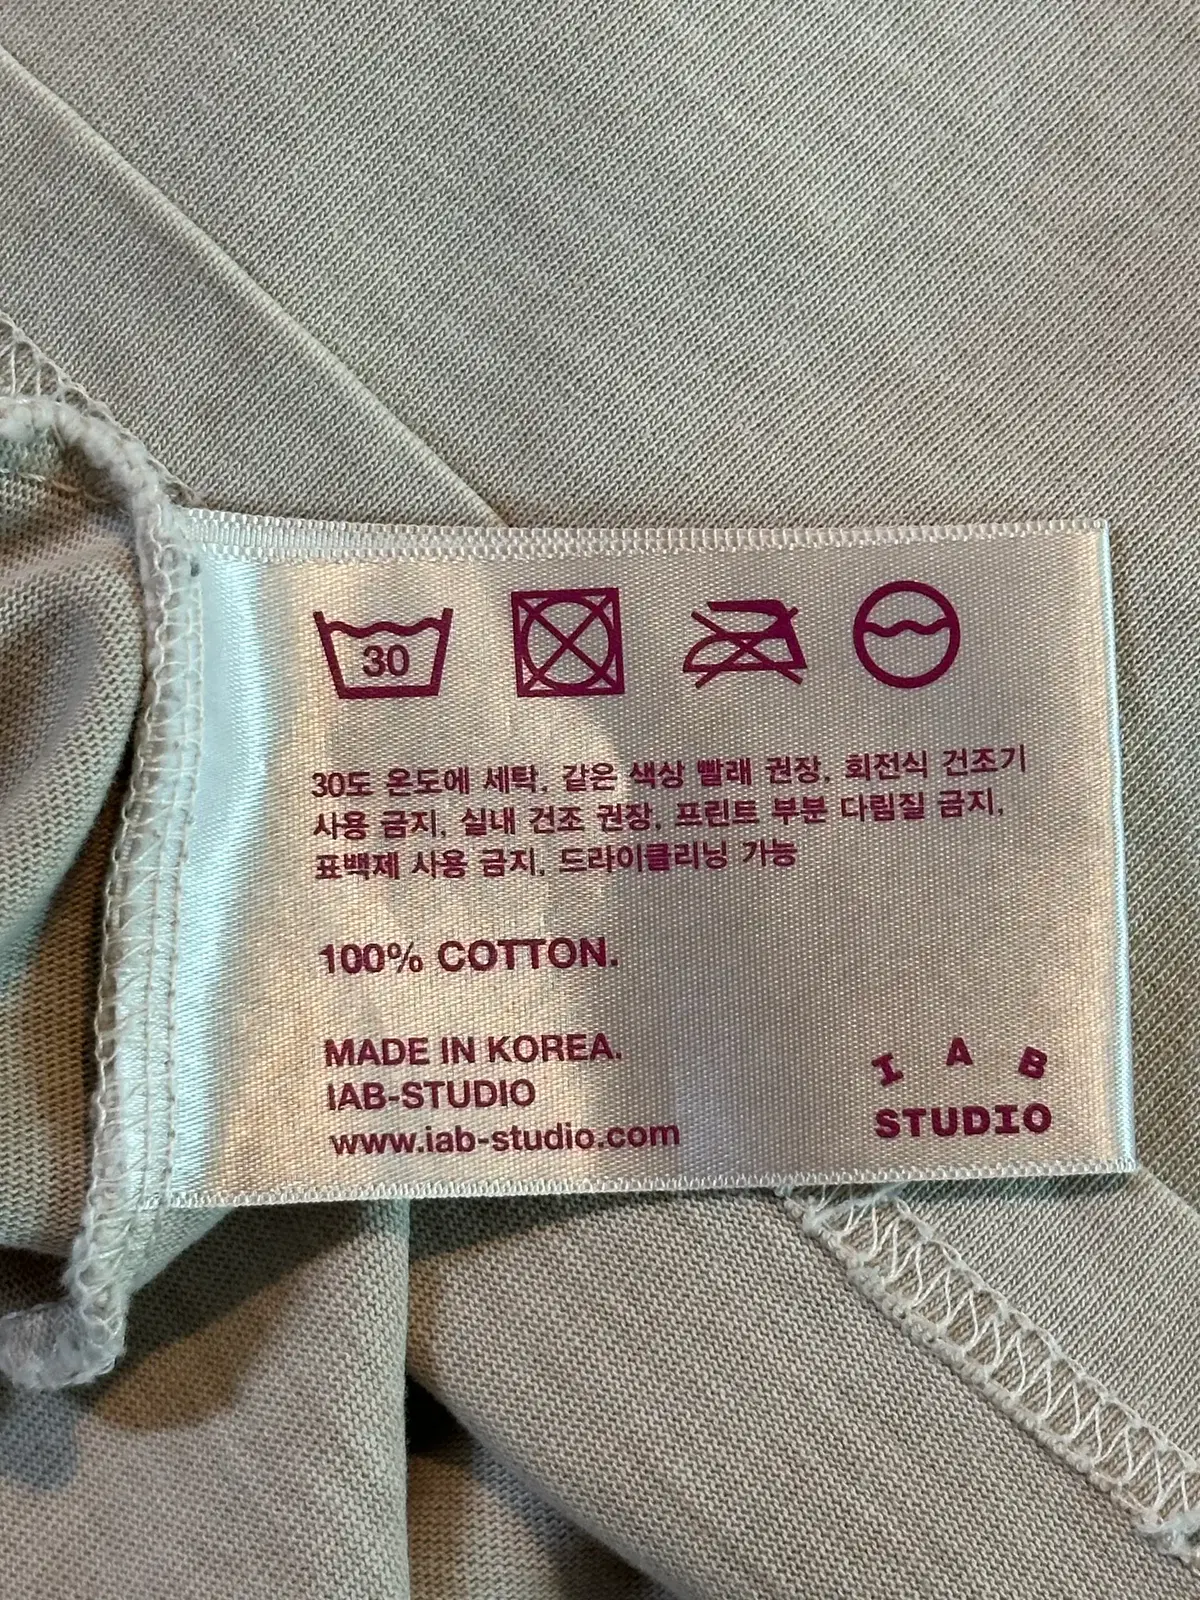 30
30도 온도에 세탁, 같은 색상 빨래 권장, 회전식 건조기
사용 금지, 실내 건조 권장, 프린트 부분 다림질 금지,
표백제 사용 금지, 드라이클리닝 가능
100% COTTON.
MADE IN KOREA.
IAB-STUDIO
www.iab-studio.com
I A B
STUDIO